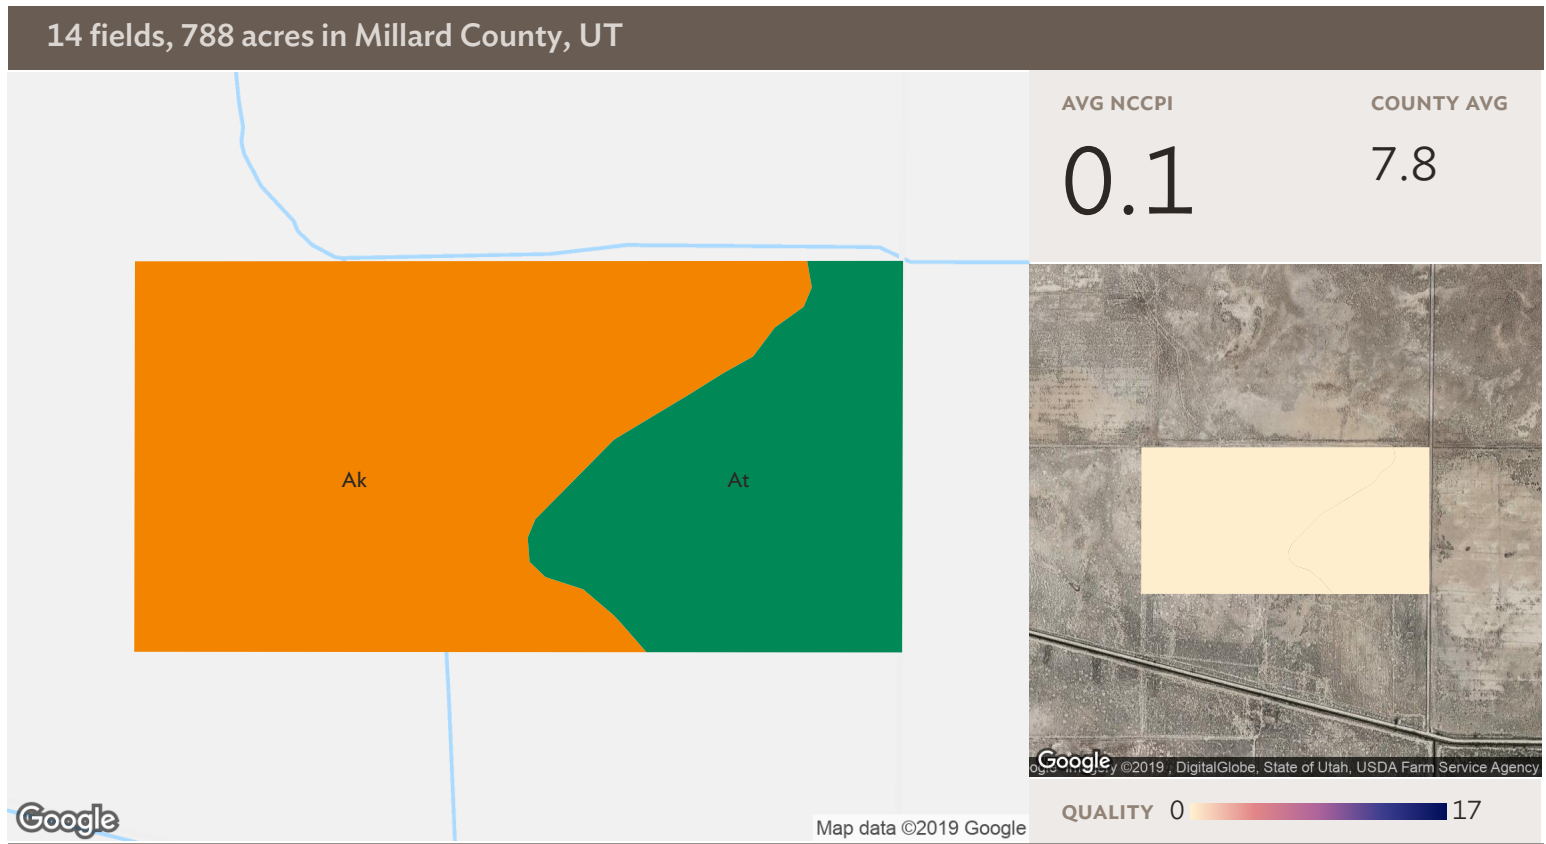 14 fields, 788 acres in Millard County, UT
AVG NCCPI
COUNTY AVG
0.1
7.8
Ak
At
Google
Map data ©2019 Google
Google
Imagery ©2019 , DigitalGlobe, State of Utah, USDA Farm Service Agency
QUALITY 0 17